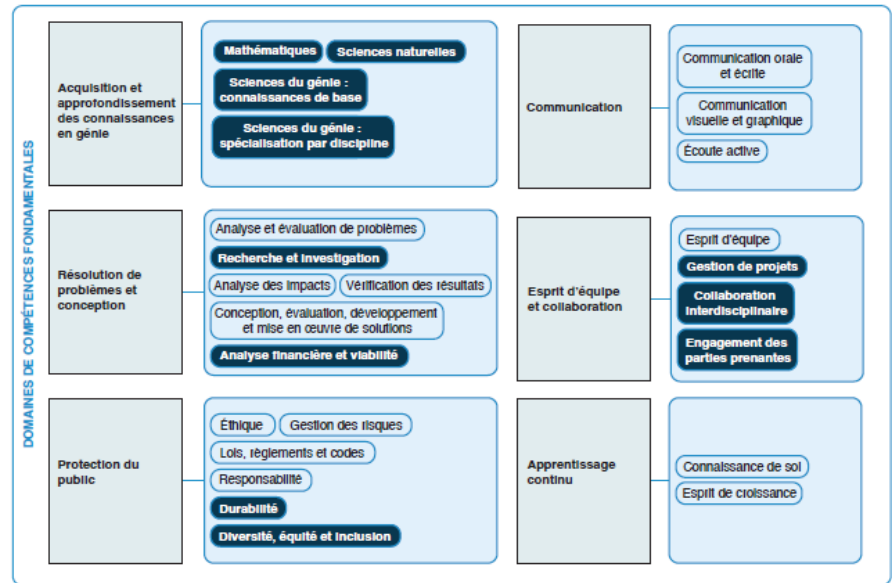 DOMAINES DE COMPÉTENCES FONDAMENTALES
Acquisition et
approfondissement
des connaissances
en génie
Mathématiques
Sciences naturelles
Sciences du génie :
connaissances de base
Sciences du génie :
spécialisation par discipline
Communication
Communication orale
et écrite
Communication
visuelle et graphique
Écoute active
Résolution de
problèmes et
conception
Analyse et évaluation de problèmes
Recherche et investigation
Analyse des impacts
Vérification des résultats
Conception, évaluation, développement
et mise en œuvre de solutions
Analyse financière et viabilité
Esprit d'équipe
et collaboration
Esprit d'équipe
Gestion de projets
Collaboration
interdisciplinaire
Engagement des
parties prenantes
Protection du
public
Éthique
Gestion des risques
Lois, règlements et codes
Responsabilité
Durabilité
Diversité, équité et inclusion
Apprentissage
continu
Connaissance de soi
Esprit de croissance